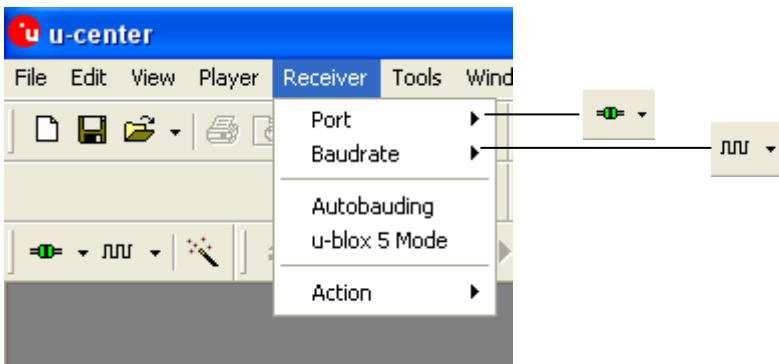 u-center
File Edit View Player Receiver Tools Wind
Port
Baudrate
Autobauding
u-blox 5 Mode
Action